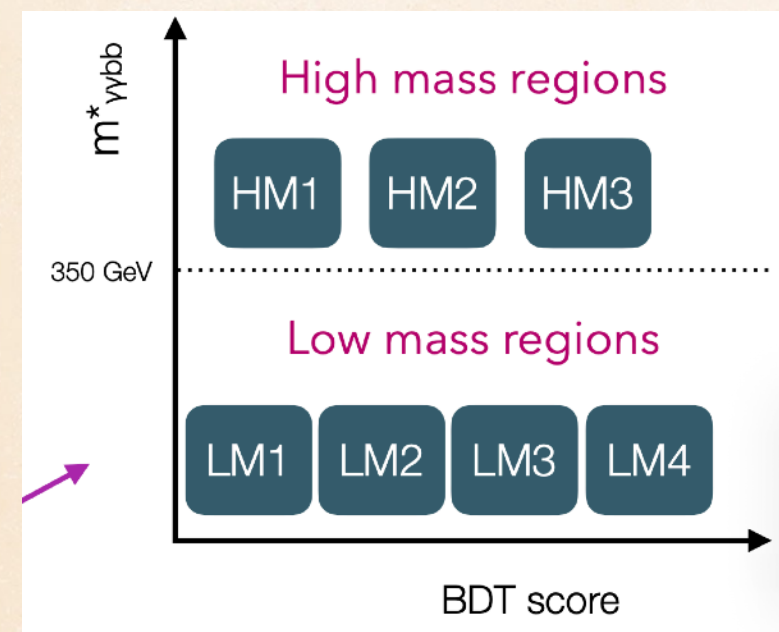 m*γγbb
High mass regions
HM1 HM2 HM3
350 GeV
Low mass regions
LM1 LM2 LM3 LM4
BDT score